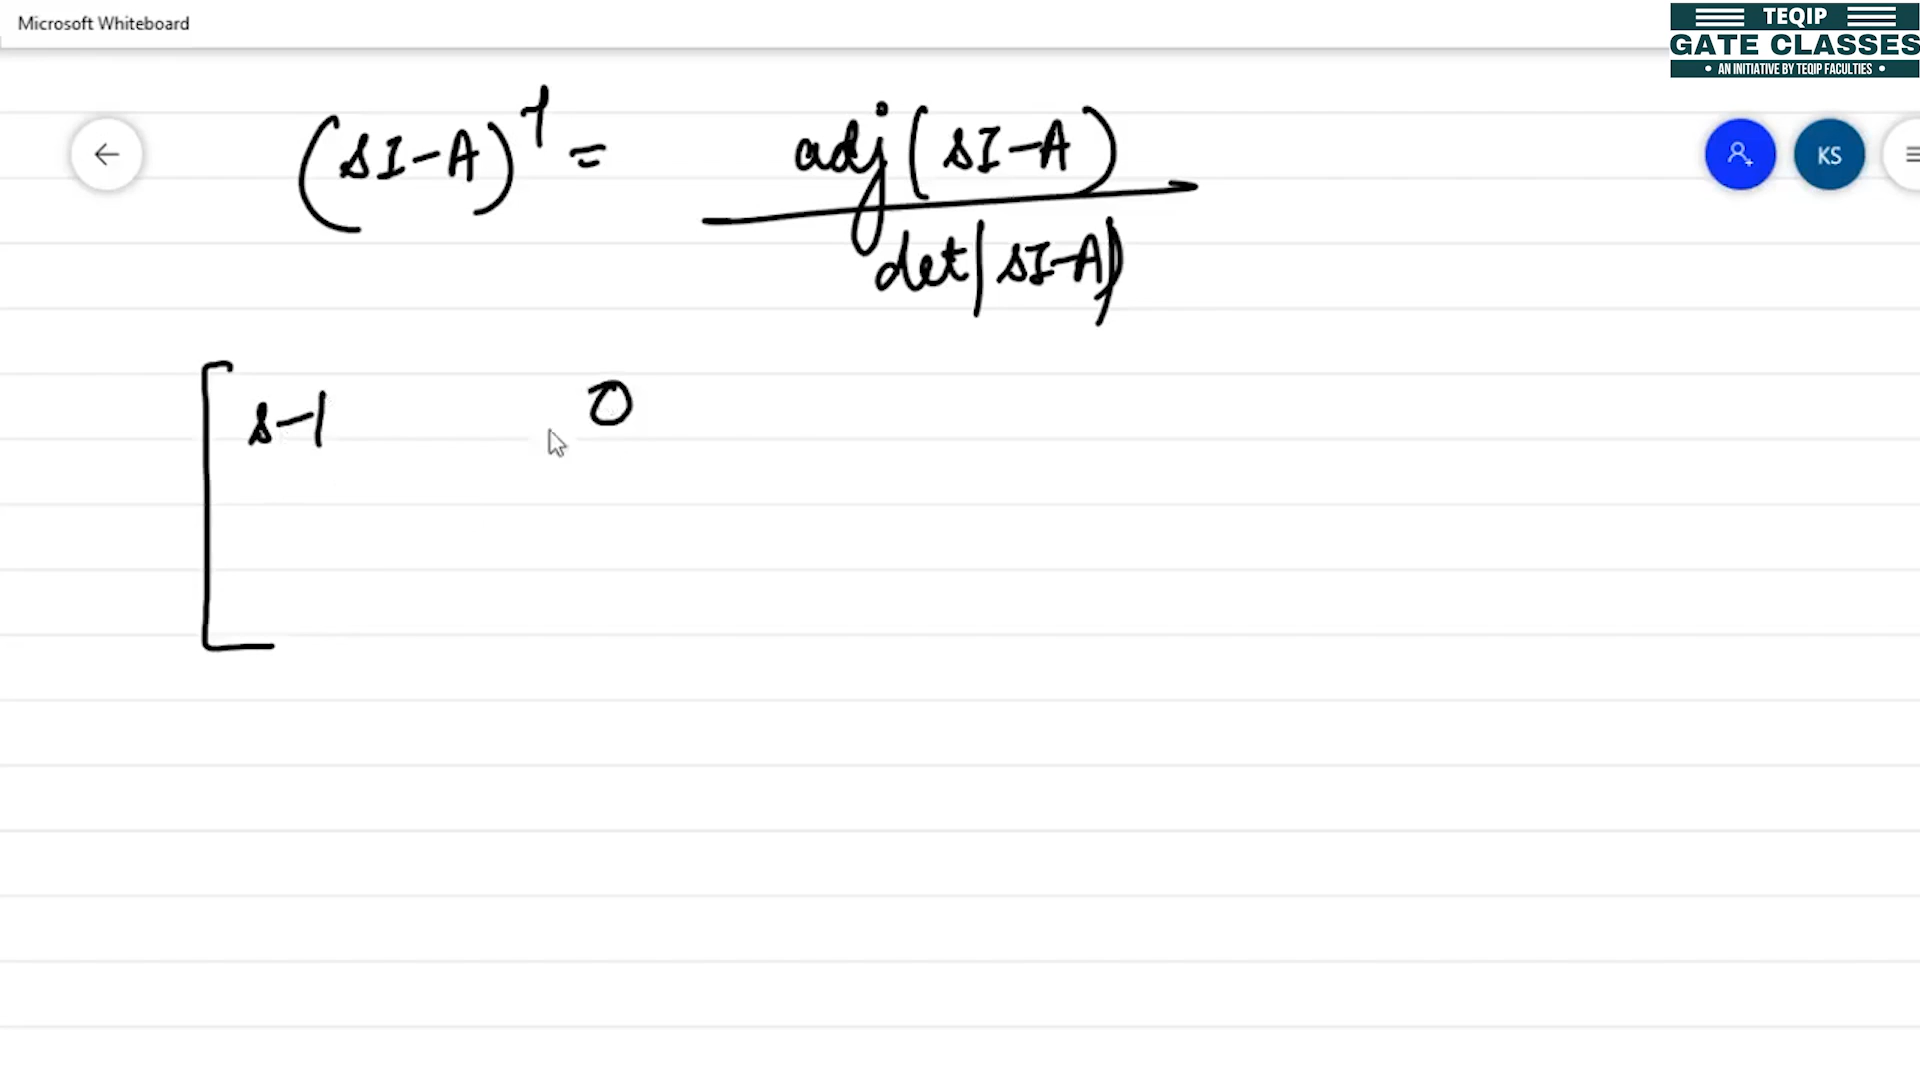 Microsoft Whiteboard
TEQIP
GATE CLASSES
• AN INITIATIVE BY TEQIP FACULTIES •
KS
(sI-A)⁻¹ = adj(sI-A)
det|sI-A|
s-1 0